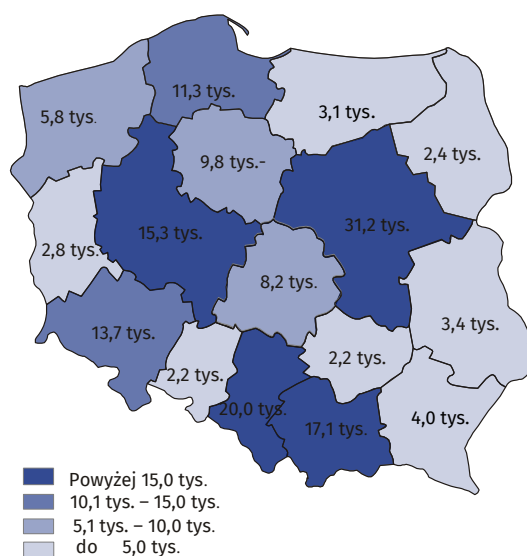 11,3 tys.
5,8 tys.
3,1 tys.
2,4 tys.
9,8 tys.-
15,3 tys.
31,2 tys.
2,8 tys.
8,2 tys.
13,7 tys.
3,4 tys.
2,2 tys.
2,2 tys.
20,0 tys.
17,1 tys.
4,0 tys.
Powyżej 15,0 tys.
10,1 tys. – 15,0 tys.
5,1 tys. – 10,0 tys.
do 5,0 tys.